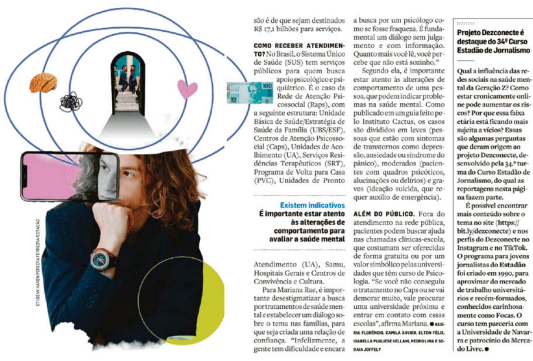 são é de que sejam destinados
R$ 17,1 bilhões para serviços.
COMO RECEBER ATENDIMEN-
TO? No Brasil, o Sistema Único
de Saúde (SUS) tem serviços
públicos para quem busca
apoio psicológico e psi-
quiátrico. É o caso da
Rede de Atenção Psi-
cossocial (Raps), com
a seguinte estrutura: Unidade
Básica de Saúde/Estratégia de
Saúde da Família (UBS/ESF),
Centros de Atenção Psicosso-
cial (Caps), Unidades de Aco-
lhimento (UA), Serviços Resi-
dências Terapêuticos (SRT),
Programa de Volta para Casa
(PVC), Unidades de Pronto
Existem indicativos.
É importante estar atento
às alterações de
comportamento para
avaliar a saúde mental
Atendimento (UA), Samu,
Hospitais Gerais e Centros de
Convivência e Cultura.
Para Mariana Rae, é impor-
tante desestigmatizar a busca
por tratamentos de saúde men-
tal e estabelecer um diálogo so-
bre o tema nas famílias, para
que seja criada uma relação de
confiança. “Infelizmente, a
gente tem dificuldade e encara
a busca por um psicólogo co-
mo se fosse fraqueza. É funda-
mental um diálogo sem julga-
mento e com informação.
Quanto mais você lê, você per-
cebe que não está sozinho.”
Segundo ela, é importante
estar atento às alterações de
comportamento de uma pes-
soa, que podem indicar proble-
mas na saúde mental. Como
publicado em um guia feito pe-
lo Instituto Cactus, os casos
são divididos em leves (pes-
soas que estão com sintomas
de transtornos como depres-
são, ansiedade ou síndrome do
pânico), moderados (pacien-
tes com quadros psicóticos,
alucinações ou delírios) e gra-
ves (ideação suicida, que re-
quer auxílio de emergência).
ALÉM DO PÚBLICO. Fora do
atendimento na rede pública,
pacientes podem buscar ajuda
nas chamadas clínicas-escola,
que costumam ser oferecidas
de forma gratuita ou por um
valor simbólico pelas universi-
dades que têm curso de Psico-
logia. “Se você não conseguiu
o tratamento no Caps ou se vai
demorar muito, vale procurar
uma universidade próxima e
entrar em contato com essas
escolas”, afirma Mariana. ●
Projeto Dezconecte é
destaque do 34º Curso
Estadão de Jornalismo
Qual a influência das re-
des sociais na saúde men-
tal da Geração Z? Como
estar cronicamente onli-
ne pode aumentar os ris-
cos? Por que essa faixa
etária está ficando mais
sujeita a vícios? Essas
são algumas perguntas
que deram origem ao
projeto Dezconecte, de-
senvolvido pela 34.ª tur-
ma do Curso Estadão de
Jornalismo, do qual as
reportagens nesta pági-
na fazem parte.
É possível encontrar
mais conteúdo sobre o
tema no site (https://
bit.ly/dezconecte) e nos
perfis do Dezconecte no
Instagram e no TikTok.
O programa para jovens
jornalistas do Estadão
foi criado em 1990, para
aproximar do mercado
de trabalho universitá-
rios e recém-formados,
conhecidos carinhosa-
mente como Focas. O
curso tem parceria com
a Universidade de Navar-
ra e patrocínio do Merca-
do Livre. ●